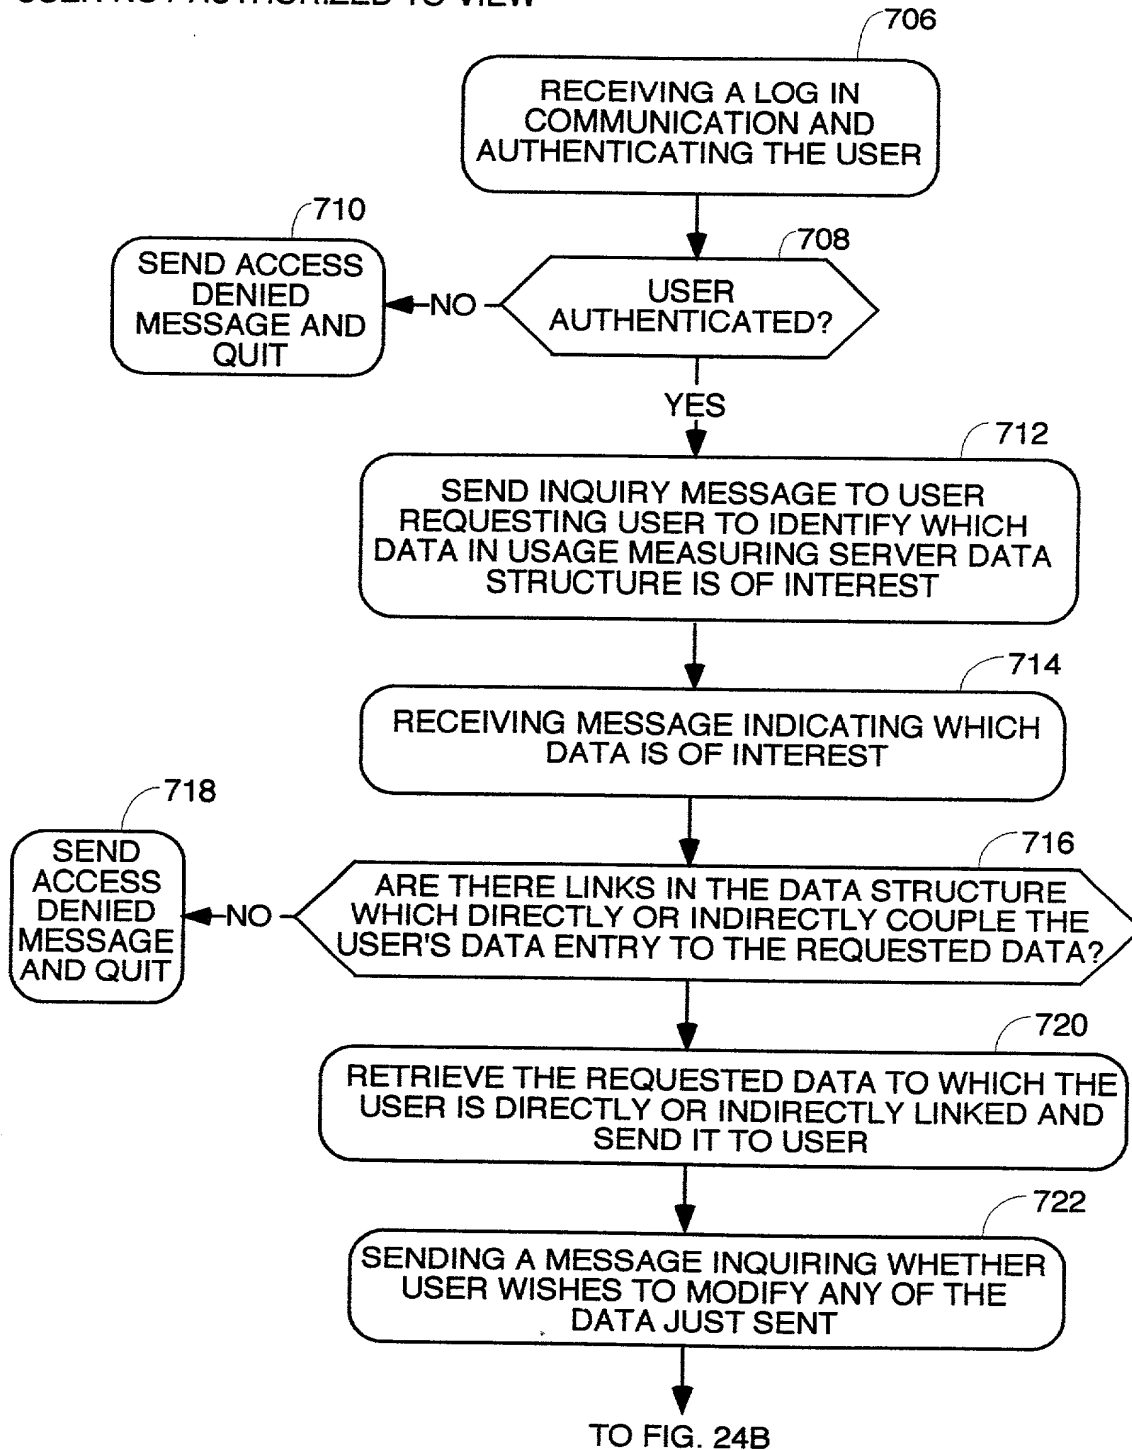 USER NOT AUTHORIZED TO VIEW
706
RECEIVING A LOG IN
COMMUNICATION AND
AUTHENTICATING THE USER
710
SEND ACCESS
DENIED
MESSAGE AND
QUIT
NO
708
USER
AUTHENTICATED?
YES
712
SEND INQUIRY MESSAGE TO USER
REQUESTING USER TO IDENTIFY WHICH
DATA IN USAGE MEASURING SERVER DATA
STRUCTURE IS OF INTEREST
714
RECEIVING MESSAGE INDICATING WHICH
DATA IS OF INTEREST
718
SEND
ACCESS
DENIED
MESSAGE
AND QUIT
NO
716
ARE THERE LINKS IN THE DATA STRUCTURE
WHICH DIRECTLY OR INDIRECTLY COUPLE THE
USER'S DATA ENTRY TO THE REQUESTED DATA?
720
RETRIEVE THE REQUESTED DATA TO WHICH THE
USER IS DIRECTLY OR INDIRECTLY LINKED AND
SEND IT TO USER
722
SENDING A MESSAGE INQUIRING WHETHER
USER WISHES TO MODIFY ANY OF THE
DATA JUST SENT
TO FIG. 24B